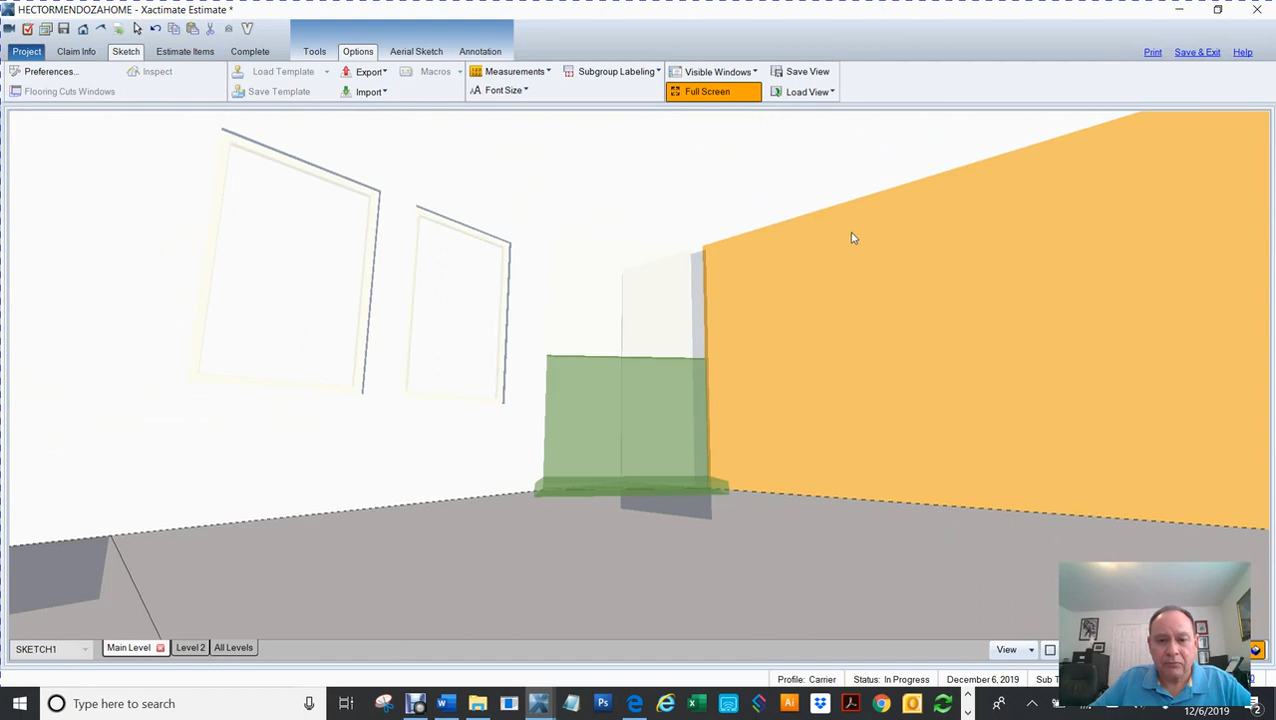 HECTORMENDOZAHOME - Xactimate Estimate *
Project Claim Info Sketch Estimate Items Complete Tools Options Aerial Sketch Annotation Print Save & Exit Help
Preferences... Inspect Load Template Export Macros Measurements Subgroup Labeling Visible Windows Save View
Flooring Cuts Windows Save Template Import Font Size Full Screen Load View
SKETCH1 Main Level Level 2 All Levels View
Profile: Carrier Status: In Progress December 6, 2019
Type here to search
12/6/2019